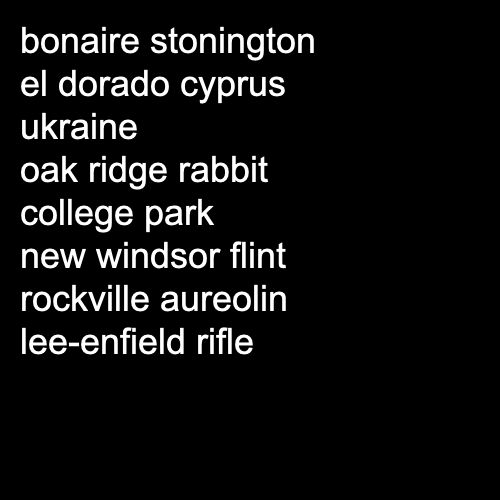 bonaire stonington
el dorado cyprus
ukraine
oak ridge rabbit
college park
new windsor flint
rockville aureolin
lee-enfield rifle